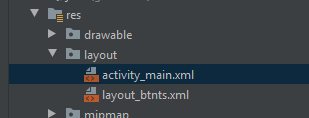 res
drawable
layout
activity_main.xml
layout_btnts.xml
mipmap